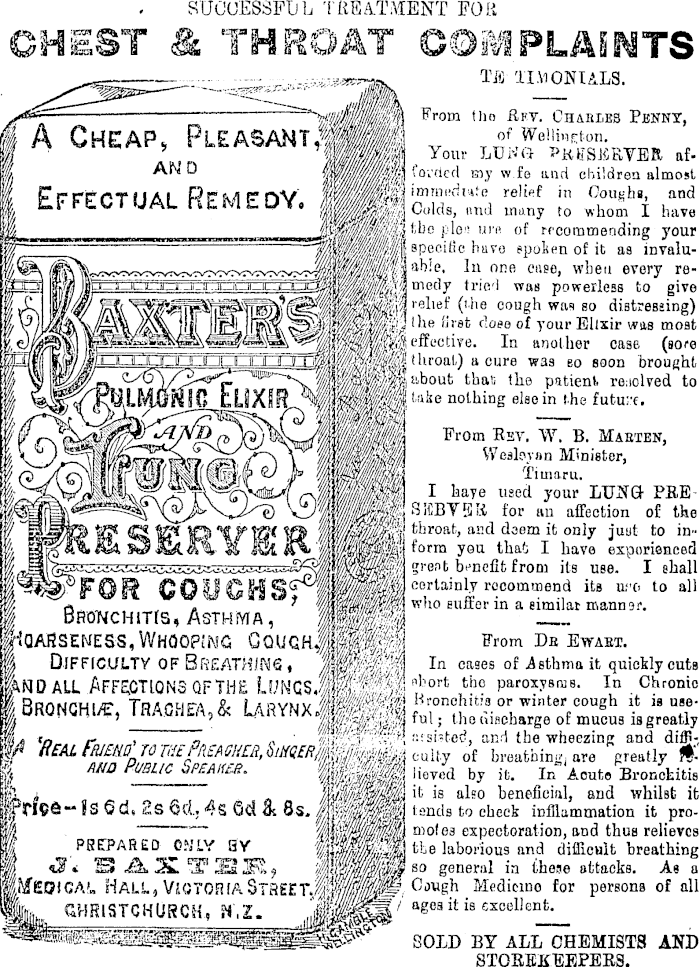 SUCCESSFUL TREATMENT FOR
CHEST & THROAT COMPLAINTS
A CHEAP, PLEASANT,
AND
EFFECTUAL REMEDY.
BAXTER'S
PULMONIC ELIXIR
AND
LUNG
PRESERVER
FOR COUGHS,
BRONCHITIS, ASTHMA,
HOARSENESS, WHOOPING COUGH.
DIFFICULTY OF BREATHING,
AND ALL AFFECTIONS OF THE LUNGS.
BRONCHIÆ, TRACHEA, & LARYNX.
A 'REAL FRIEND' TO THE PREACHER, SINGER,
AND PUBLIC SPEAKER.
Price—1s 6d. 2s 6d, 4s 6d & 8s.
PREPARED ONLY BY
J. BAXTER,
MEDICAL HALL, VICTORIA STREET,
CHRISTCHURCH, N.Z.
GAMBLE
WELLINGTON
TE TIMONIALS.
From the REV. CHARLES PENNY,
of Wellington.
Your LUNG PRESERVER af-
forded my w fe and children almost
immediate relief in Coughs, and
Colds, and many to whom I have
the pleasure of recommending your
specific have spoken of it as invalu-
able. In one case, when every re-
medy tried was powerless to give
relief (the cough was so distressing)
the first dose of your Elixir was most
effective. In another case (sore
throat) a cure was so soon brought
about that the patient resolved to
take nothing else in the future.
From REV. W. B. MARTEN,
Wesleyan Minister,
Timaru.
I have used your LUNG PRE-
SEBVER for an affection of the
throat, and deem it only just to in-
form you that I have experienced
great benefit from its use. I shall
certainly recommend its use to all
who suffer in a similar manner.
From DR EWART.
In cases of Asthma it quickly cuts
short the paroxysms. In Chronic
Bronchitis or winter cough it is use-
ful; the discharge of mucus is greatly
assisted, and the wheezing and diffi-
culty of breathing, are greatly re-
lieved by it. In Acute Bronckitis
it is also beneficial, and whilst it
tends to check infllammation it pro-
motes expectoration, and thus relieves
the laborious and difficult breathing
so general in these attacks. As a
Cough Medicine for persons of all
ages it is excellent.
SOLD BY ALL CHEMISTS AND
STOREKEEPERS.